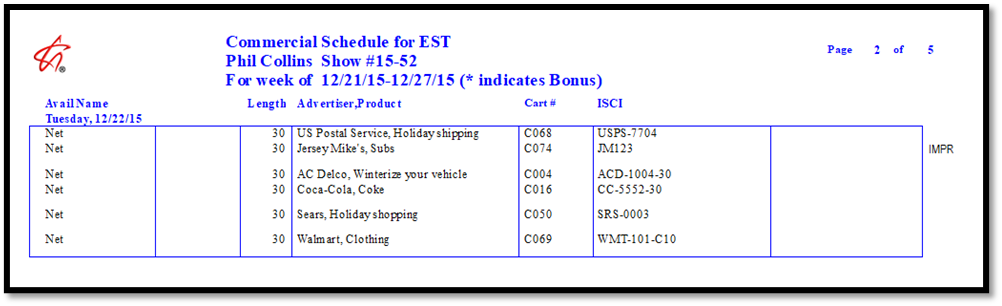 Commercial Schedule for EST
Phil Collins Show #15-52
For week of 12/21/15-12/27/15 (* indicates Bonus)
Page 2 of 5
Avail Name Length Advertiser,Product Cart # ISCI
Tuesday, 12/22/15
Net 30 US Postal Service, Holiday shipping C068 USPS-7704
Net 30 Jersey Mike's, Subs C074 JM123 IMPR
Net 30 AC Delco, Winterize your vehicle C004 ACD-1004-30
Net 30 Coca-Cola, Coke C016 CC-5552-30
Net 30 Sears, Holiday shopping C050 SRS-0003
Net 30 Walmart, Clothing C069 WMT-101-C10